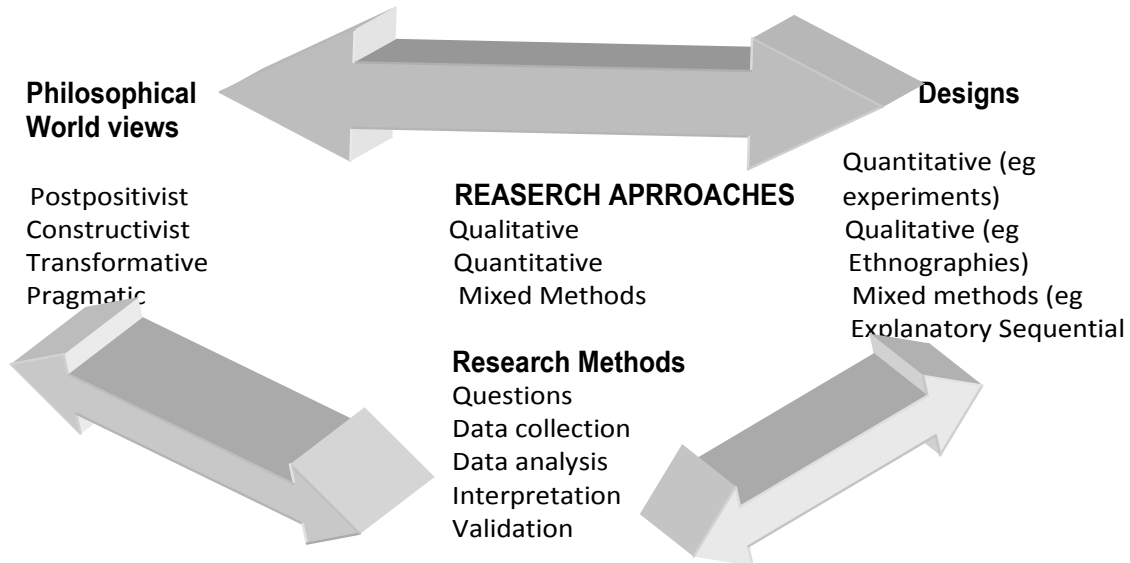 Philosophical
World views
Postpositivist
Constructivist
Transformative
Pragmatic
REASERCH APRROACHES
Qualitative
Quantitative
Mixed Methods
Designs
Quantitative (eg
experiments)
Qualitative (eg
Ethnographies)
Mixed methods (eg
Explanatory Sequential
Research Methods
Questions
Data collection
Data analysis
Interpretation
Validation